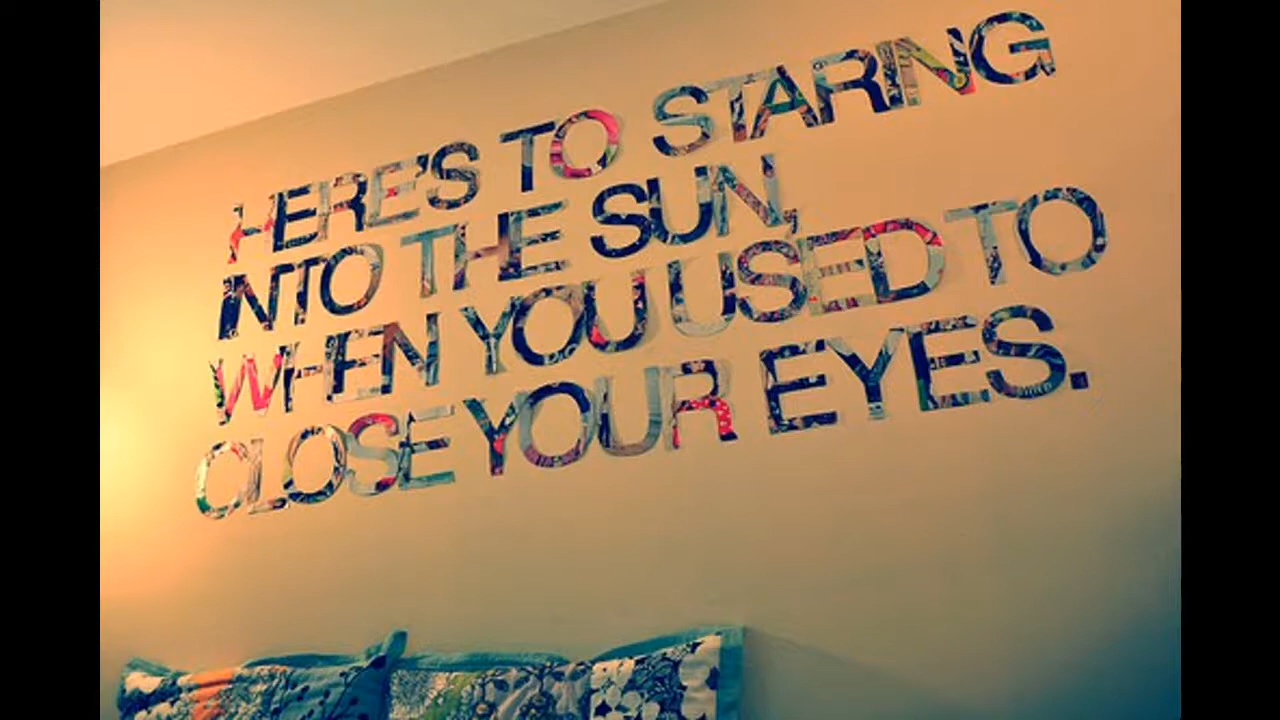 HERE'S TO STARING
INTO THE SUN,
WHEN YOU USED TO
CLOSE YOUR EYES.